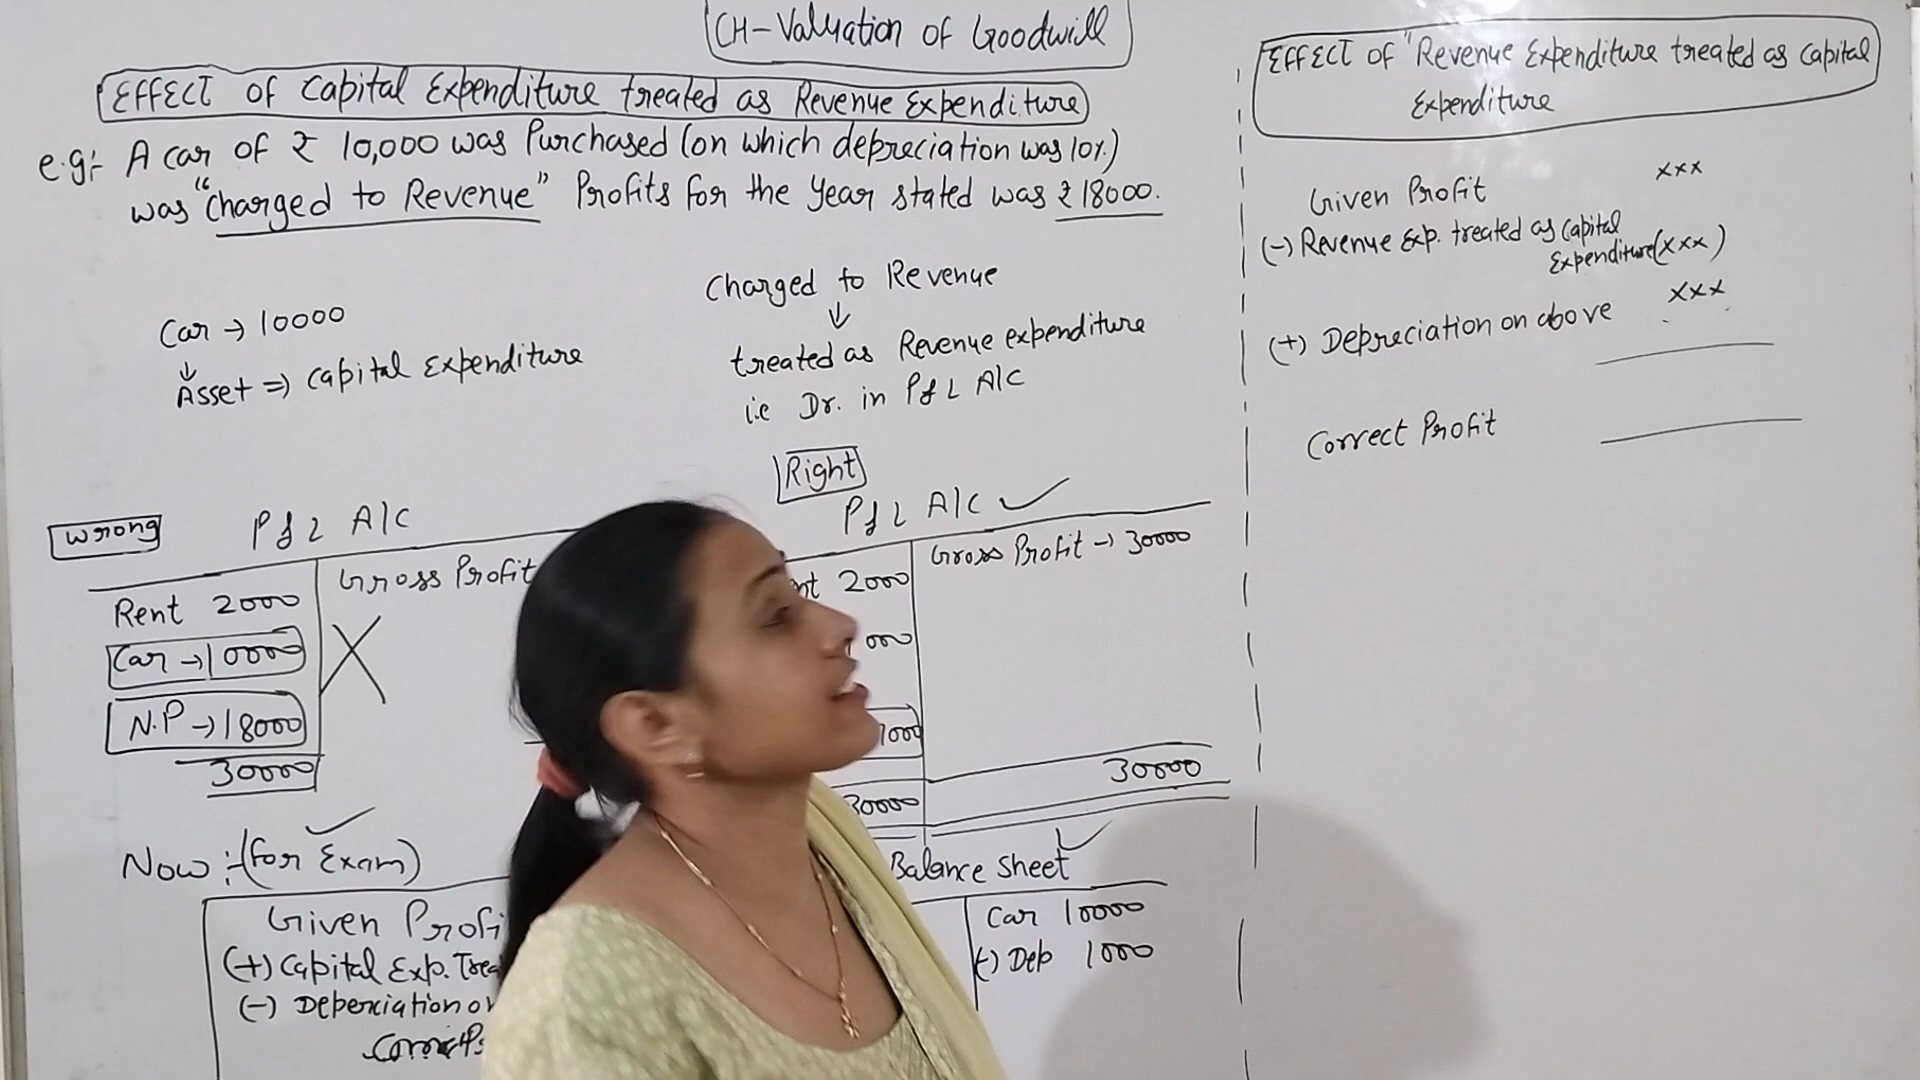 CH-Valuation of Goodwill
EFFECT of Capital Expenditure treated as Revenue Expenditure
e.g:- A car of ₹ 10,000 was Purchased (on which depreciation was 10%)
was "Charged to Revenue" Profits for the Year stated was ₹18000.
Car → 10000
↓
Asset ⇒ Capital Expenditure
Charged to Revenue
↓
treated as Revenue expenditure
i.e Dr. in P&L A/C
Wrong
P&L A/C
Gross Profit
Rent 2000
Car → 10000
N.P → 18000
30000
Right
P&L A/C ✓
2000
Gross Profit → 30000
30000
30000
Balance Sheet
Car 10000
(-) Dep 1000
Now :- (For Exam)
Given
(+) Capital Exp.
(-) Deperciation
EFFECT of "Revenue Expenditure treated as Capital
Expenditure
Given Profit xxx
(-) Revenue Exp. treated as Capital
Expenditure (xxx)
(+) Depreciation on above xxx
Correct Profit